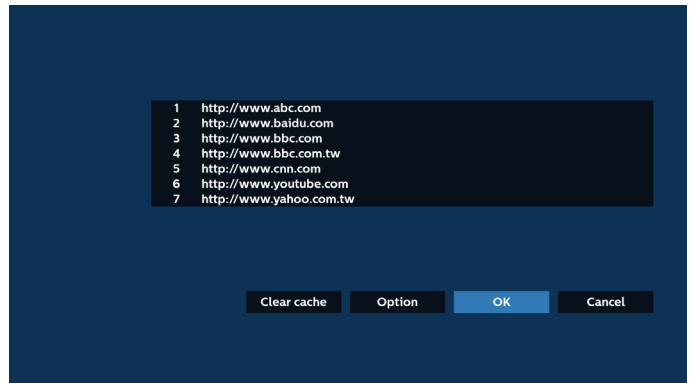 1 http://www.abc.com
2 http://www.baidu.com
3 http://www.bbc.com
4 http://www.bbc.com.tw
5 http://www.cnn.com
6 http://www.youtube.com
7 http://www.yahoo.com.tw
Clear cache Option OK Cancel